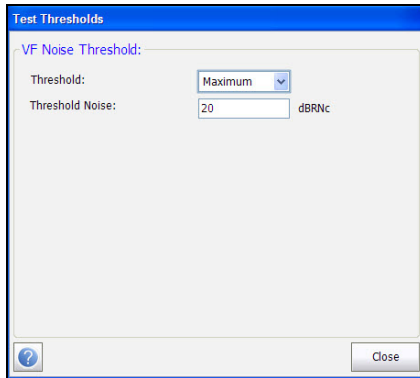 Test Thresholds
VF Noise Threshold:
Threshold: Maximum
Threshold Noise: 20 dBRNc
?
Close